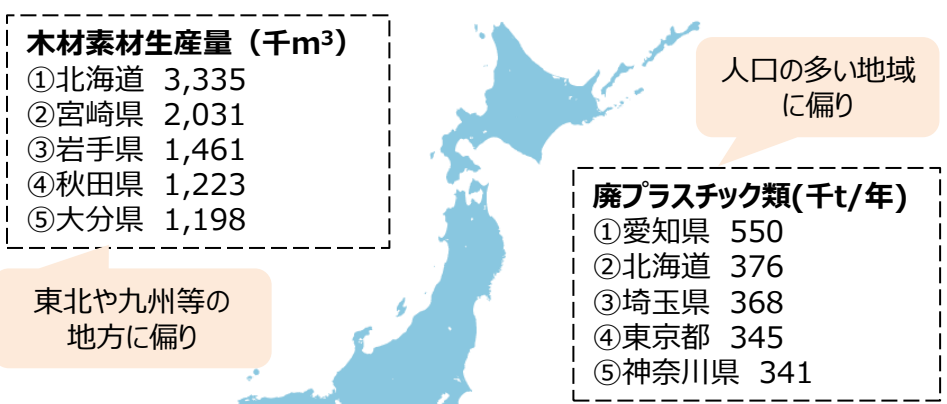 木材素材生産量（千m³）
①北海道 3,335
②宮崎県 2,031
③岩手県 1,461
④秋田県 1,223
⑤大分県 1,198
東北や九州等の
地方に偏り
人口の多い地域
に偏り
廃プラスチック類(千t/年)
①愛知県 550
②北海道 376
③埼玉県 368
④東京都 345
⑤神奈川県 341